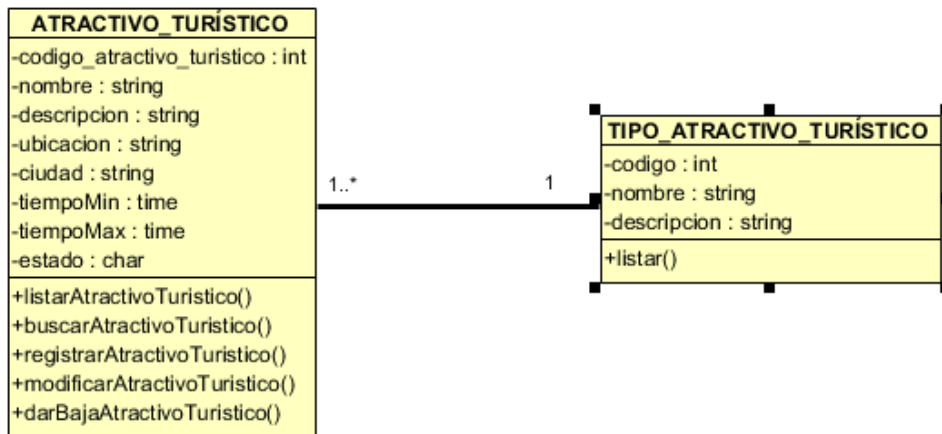 ATRACTIVO_TURÍSTICO
-codigo_atractivo_turistico : int
-nombre : string
-descripcion : string
-ubicacion : string
-ciudad : string
-tiempoMin : time
-tiempoMax : time
-estado : char
+listarAtractivoTuristico()
+buscarAtractivoTuristico()
+registrarAtractivoTuristico()
+modificarAtractivoTuristico()
+darBajaAtractivoTuristico()
1..*
1
TIPO_ATRACTIVO_TURÍSTICO
-codigo : int
-nombre : string
-descripcion : string
+listar()